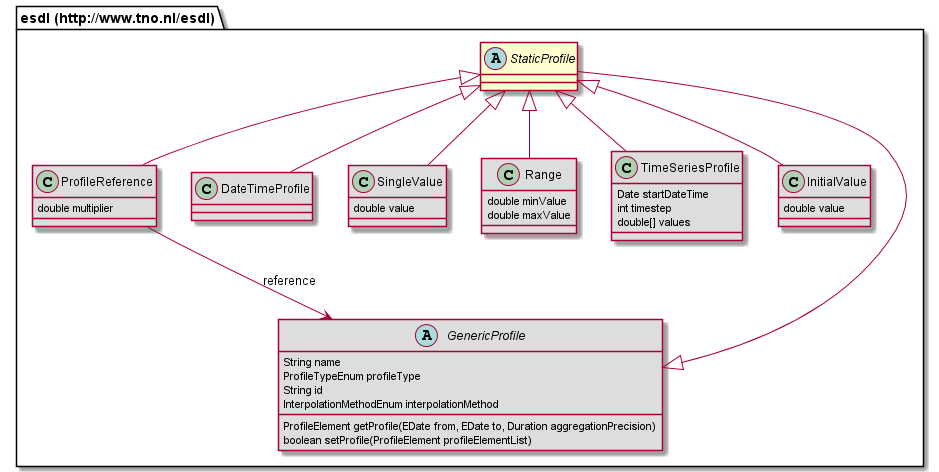 esdl (http://www.tno.nl/esdl)
A StaticProfile
C ProfileReference
double multiplier
C DateTimeProfile
C SingleValue
double value
C Range
double minValue
double maxValue
C TimeSeriesProfile
Date startDateTime
int timestep
double[] values
C InitialValue
double value
reference
A GenericProfile
String name
ProfileTypeEnum profileType
String id
InterpolationMethodEnum interpolationMethod
ProfileElement getProfile(EDate from, EDate to, Duration aggregationPrecision)
boolean setProfile(ProfileElement profileElementList)